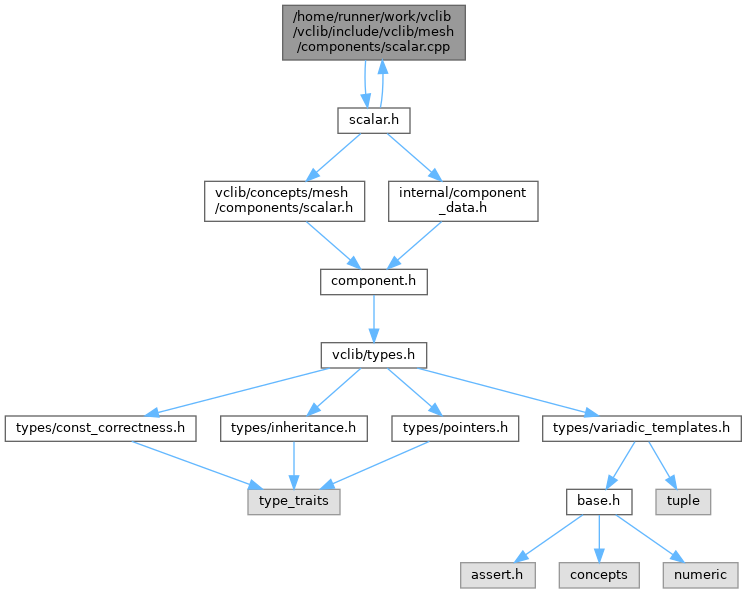 /home/runner/work/vclib
/vclib/include/vclib/mesh
/components/scalar.cpp
scalar.h
vclib/concepts/mesh
/components/scalar.h
internal/component
_data.h
component.h
vclib/types.h
types/const_correctness.h
types/inheritance.h
types/pointers.h
types/variadic_templates.h
type_traits
base.h
tuple
assert.h
concepts
numeric